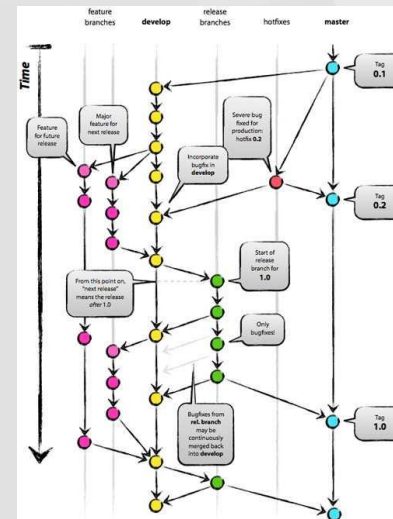 feature
branches
develop
release
branches
hotfixes
master
Time
Tag
0.1
Feature
for future
release
Major
feature for
next release
Severe bug
fixed for
production:
hotfix 0.2
Incorporate
bugfix in
develop
Tag
0.2
Start of
release
branch for
1.0
From this point on,
"next release"
means the release
after 1.0
Only
bugfixes!
Bugfixes from
rel. branch
may be
continuously
merged back
into develop
Tag
1.0